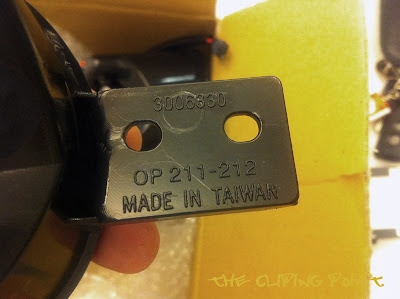 3006330
OP 211-212
MADE IN TAIWAN
THE CLIPING POINT